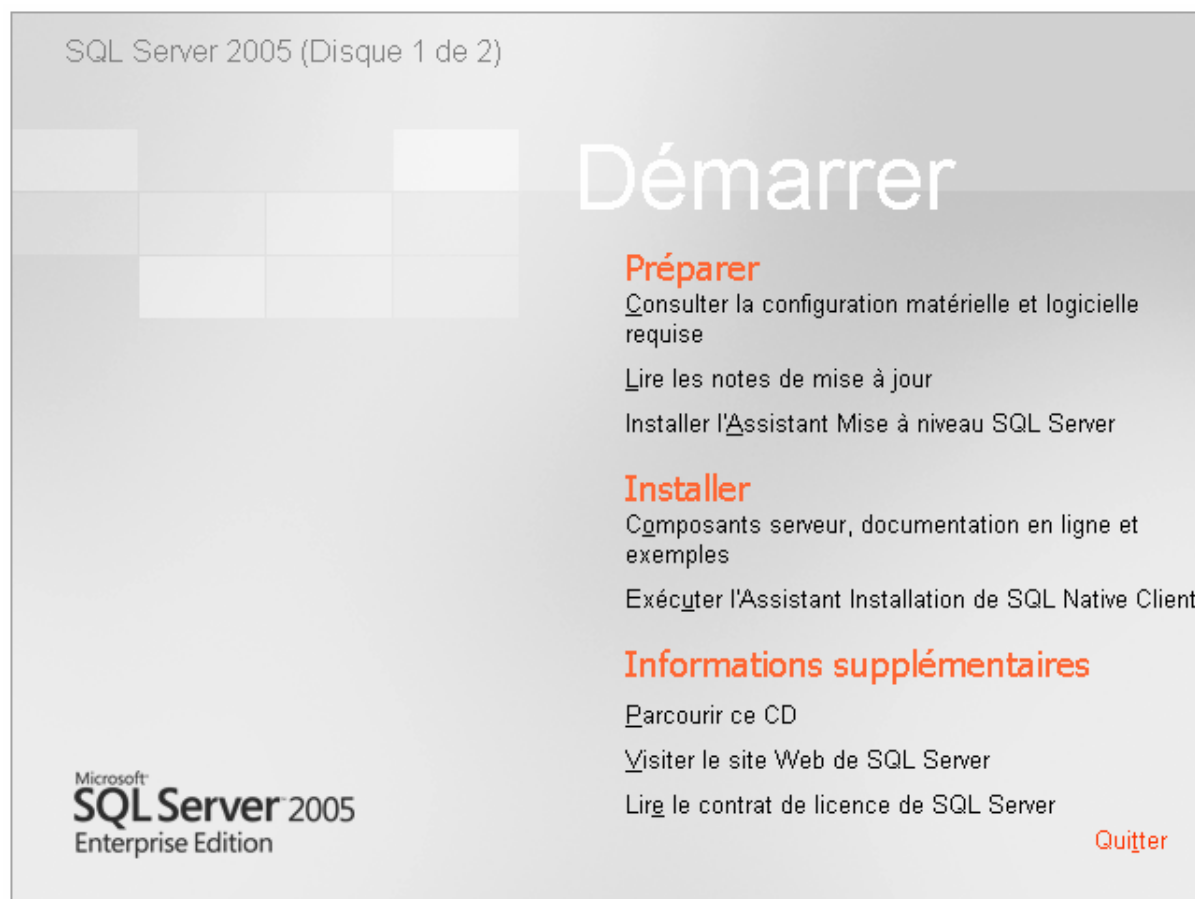 SQL Server 2005 (Disque 1 de 2)
Démarrer
Préparer
Consulter la configuration matérielle et logicielle
requise
Lire les notes de mise à jour
Installer l'Assistant Mise à niveau SQL Server
Installer
Composants serveur, documentation en ligne et
exemples
Exécuter l'Assistant Installation de SQL Native Client
Informations supplémentaires
Parcourir ce CD
Visiter le site Web de SQL Server
Lire le contrat de licence de SQL Server
Quitter
Microsoft
SQL Server 2005
Enterprise Edition